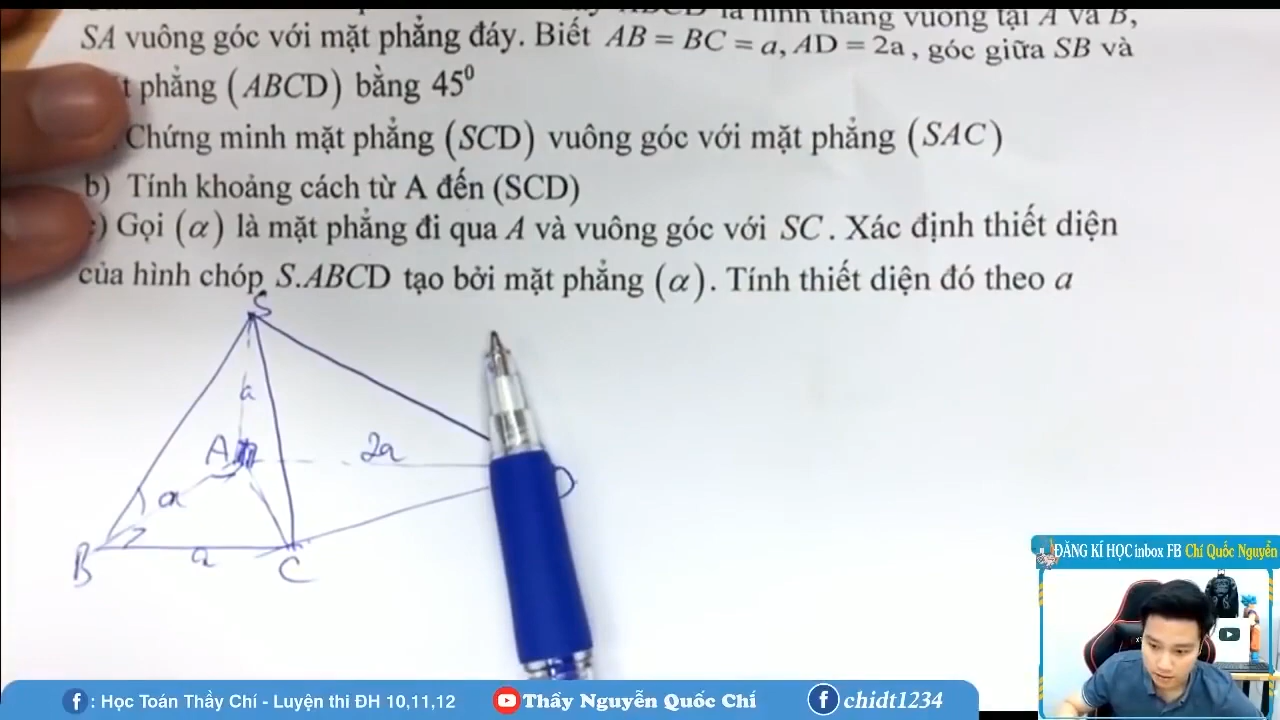 ABCD là hình thang vuông tại A và B,
SA vuông góc với mặt phẳng đáy. Biết AB = BC = a, AD = 2a, góc giữa SB và
phẳng (ABCD) bằng 45⁰
Chứng minh mặt phẳng (SCD) vuông góc với mặt phẳng (SAC)
b) Tính khoảng cách từ A đến (SCD)
) Gọi (α) là mặt phẳng đi qua A và vuông góc với SC. Xác định thiết diện
của hình chóp S.ABCD tạo bởi mặt phẳng (α). Tính thiết diện đó theo a
S
a
A
2a
a
D
B
a
C
ĐĂNG KÍ HỌC inbox FB Chí Quốc Nguyễn
: Học Toán Thầy Chí - Luyện thi ĐH 10,11,12
Thầy Nguyễn Quốc Chí
chidt1234